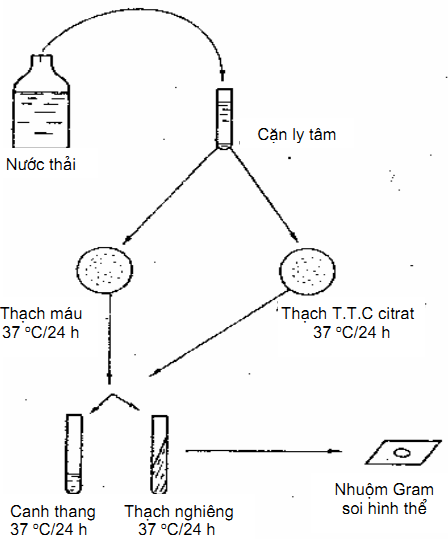 Nước thải
Cặn ly tâm
Thạch máu
37 °C/24 h
Thạch T.T.C citrat
37 °C/24 h
Canh thang
37 °C/24 h
Thạch nghiêng
37 °C/24 h
Nhuộm Gram
soi hình thể